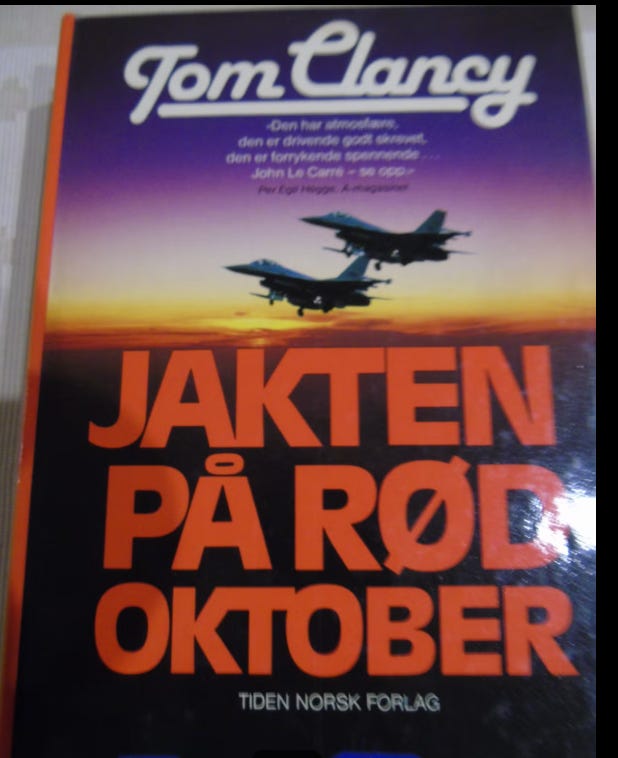 Tom Clancy
«Den har atmosfære,
den er drivende godt skrevet,
den er forrykende spennende...
John Le Carré – se opp.»
Per Egil Hegge, A-magasinet
JAKTEN
PÅ RØD
OKTOBER
TIDEN NORSK FORLAG